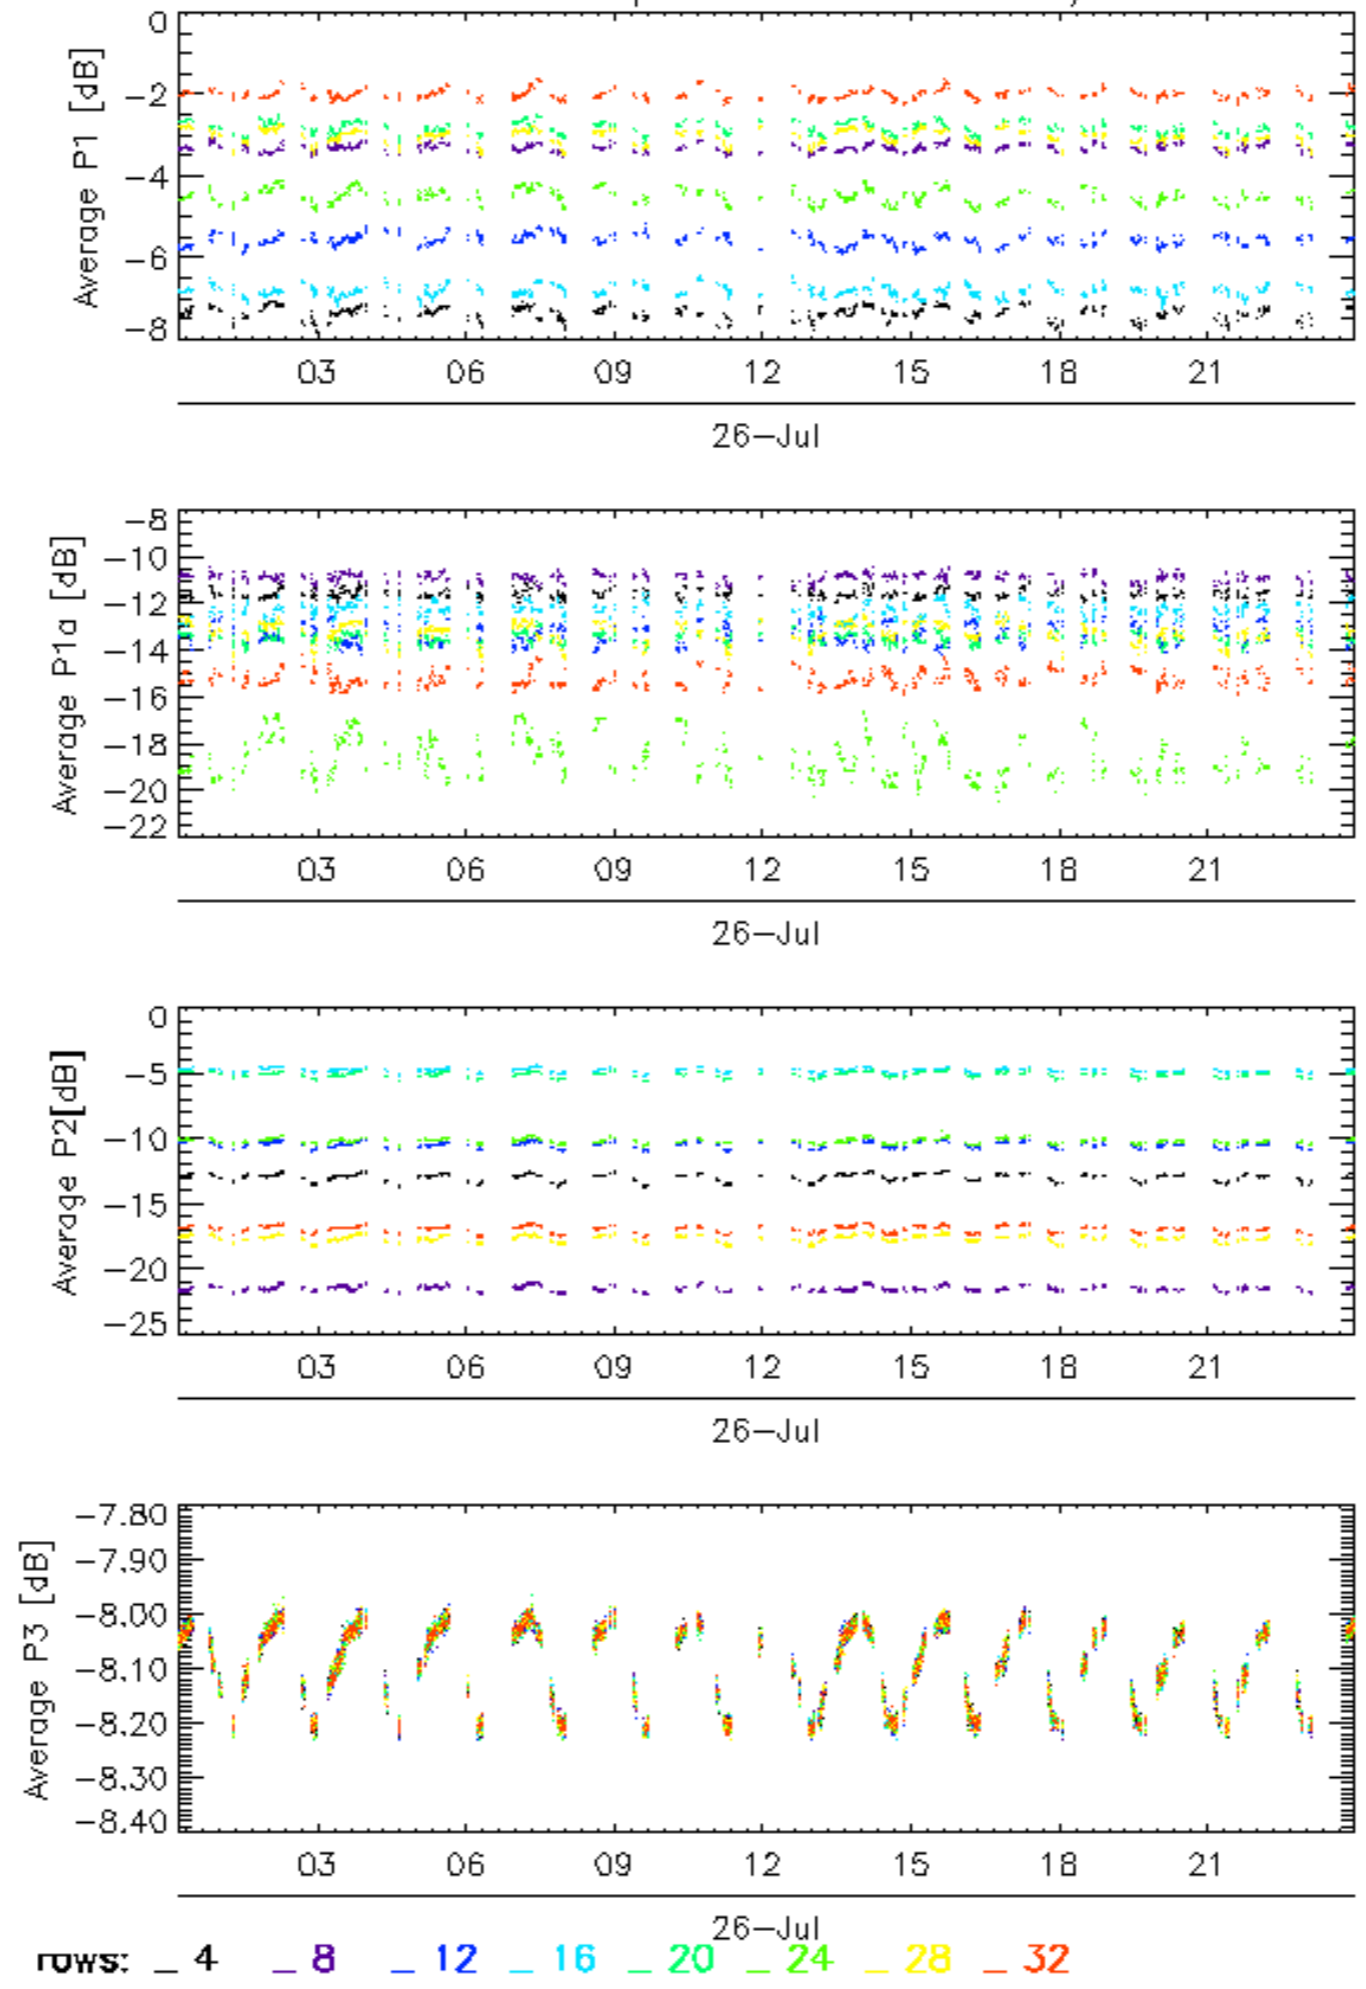 Average P1 [dB]
0
−2
−4
−6
−8
03 06 09 12 15 18 21
26−Jul
Average P1a [dB]
−8
−10
−12
−14
−16
−18
−20
−22
03 06 09 12 15 18 21
26−Jul
Average P2[dB]
0
−5
−10
−15
−20
−25
03 06 09 12 15 18 21
26−Jul
Average P3 [dB]
−7.80
−7.90
−8.00
−8.10
−8.20
−8.30
−8.40
03 06 09 12 15 18 21
26−Jul
rows: _ 4 _ 8 _ 12 _ 16 _ 20 _ 24 _ 28 _ 32